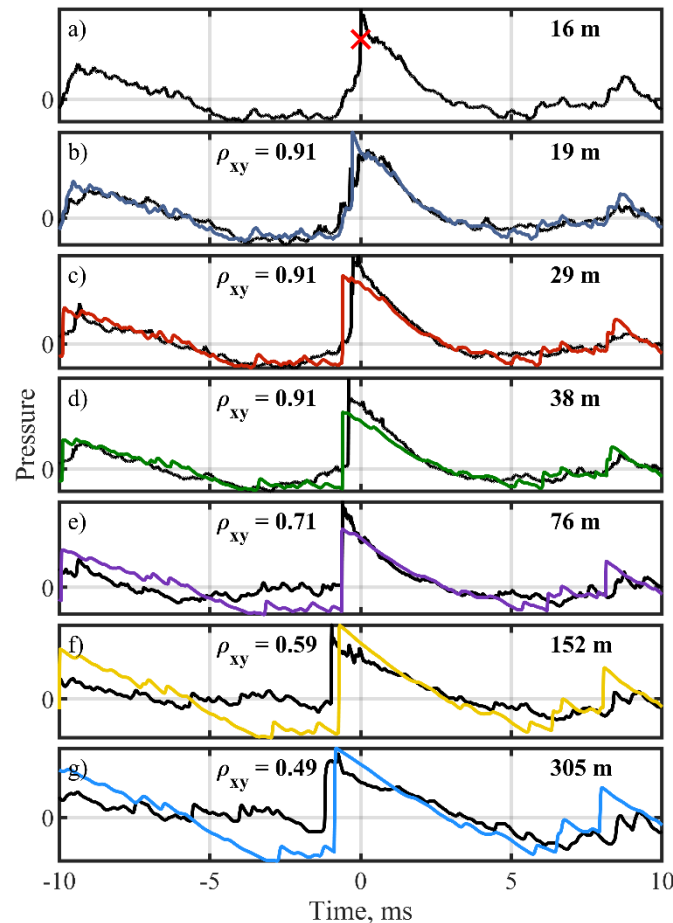 a) 16 m
0
b) ρxy = 0.91 19 m
0
c) ρxy = 0.91 29 m
0
d) ρxy = 0.91 38 m
0
Pressure
e) ρxy = 0.71 76 m
0
f) ρxy = 0.59 152 m
0
g) ρxy = 0.49 305 m
0
-10 -5 0 5 10
Time, ms